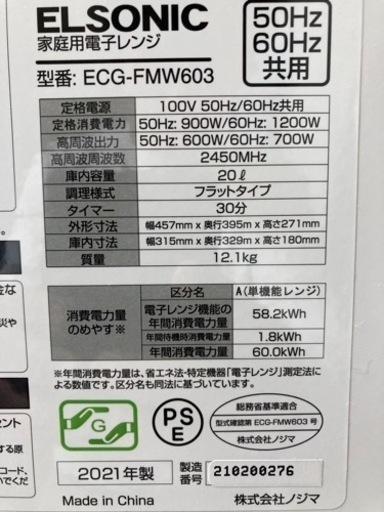 ELSONIC
家庭用電子レンジ
型番: ECG-FMW603
50Hz
60Hz
共用
定格電源 100V 50Hz/60Hz共用
定格消費電力 50Hz: 900W/60Hz: 1200W
高周波出力 50Hz: 600W/60Hz: 700W
高周波周波数 2450MHz
庫内容量 20ℓ
調理様式 フラットタイプ
タイマー 30分
外形寸法 幅457mm x 奥行395m x 高さ271mm
庫内寸法 幅315mm x 奥行329m x 高さ180mm
質量 12.1kg
消費電力量のめやす※
区分名 A(単機能レンジ)
電子レンジ機能の年間消費電力量 58.2kWh
年間待機時消費電力量 1.8kWh
年間消費電力量 60.0kWh
※年間消費電力量は、省エネ法・特定機器「電子レンジ」測定法に
よる数値です。区分名も同法に基づいています。
G
PS
E
総務省基準適合
型式確認第 ECG-FMW603 号
株式会社ノジマ
2021年製
製造番号 210200276
Made in China
株式会社ノジマ